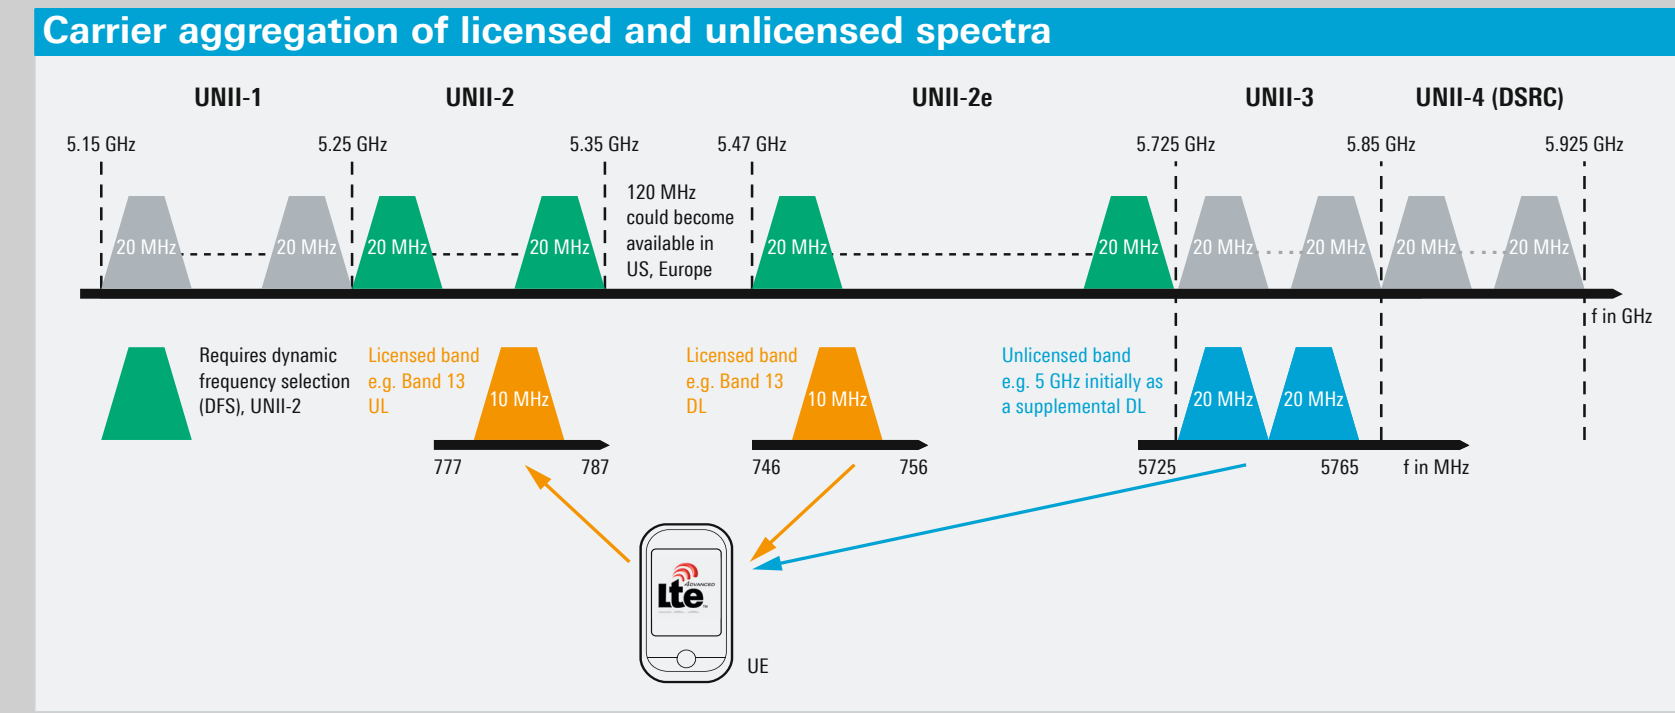 Carrier aggregation of licensed and unlicensed spectra
UNII-1
UNII-2
UNII-2e
UNII-3
UNII-4 (DSRC)
5.15 GHz
5.25 GHz
5.35 GHz
5.47 GHz
5.725 GHz
5.85 GHz
5.925 GHz
20 MHz
20 MHz
20 MHz
20 MHz
120 MHz
could become
available in
US, Europe
20 MHz
20 MHz
20 MHz
20 MHz
20 MHz
20 MHz
f in GHz
Requires dynamic
frequency selection
(DFS), UNII-2
Licensed band
e.g. Band 13
UL
10 MHz
777
787
Licensed band
e.g. Band 13
DL
10 MHz
746
756
Unlicensed band
e.g. 5 GHz initially as
a supplemental DL
20 MHz
20 MHz
5725
5765
f in MHz
ADVANCED
Lte
UE